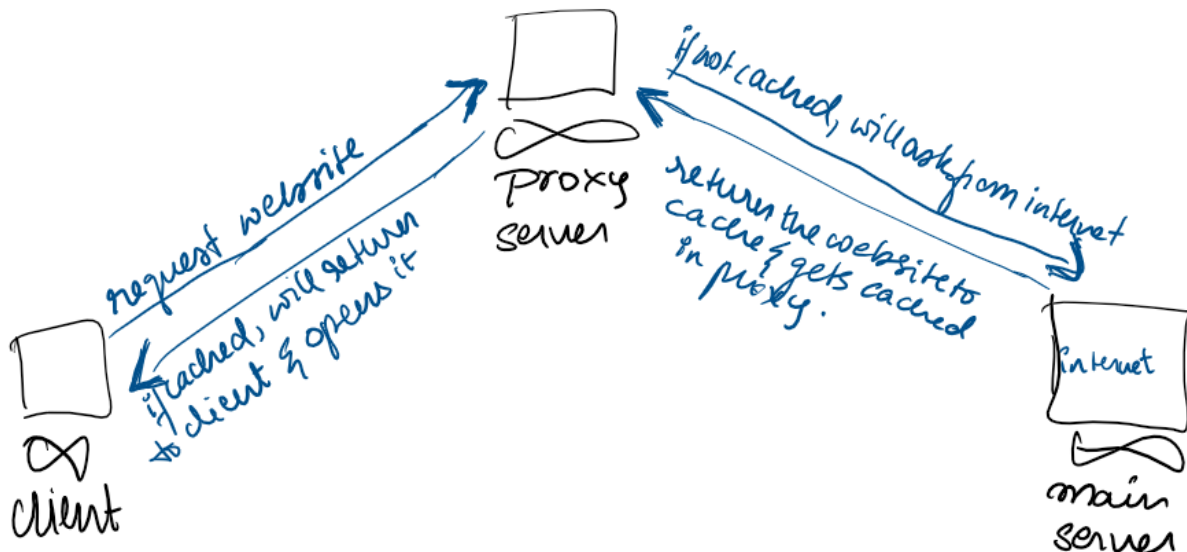 request website
if cached, will return
to client & opens it
proxy
server
if not cached, will ask from internet
returns the website to
cache & gets cached
in proxy.
client
internet
main
server